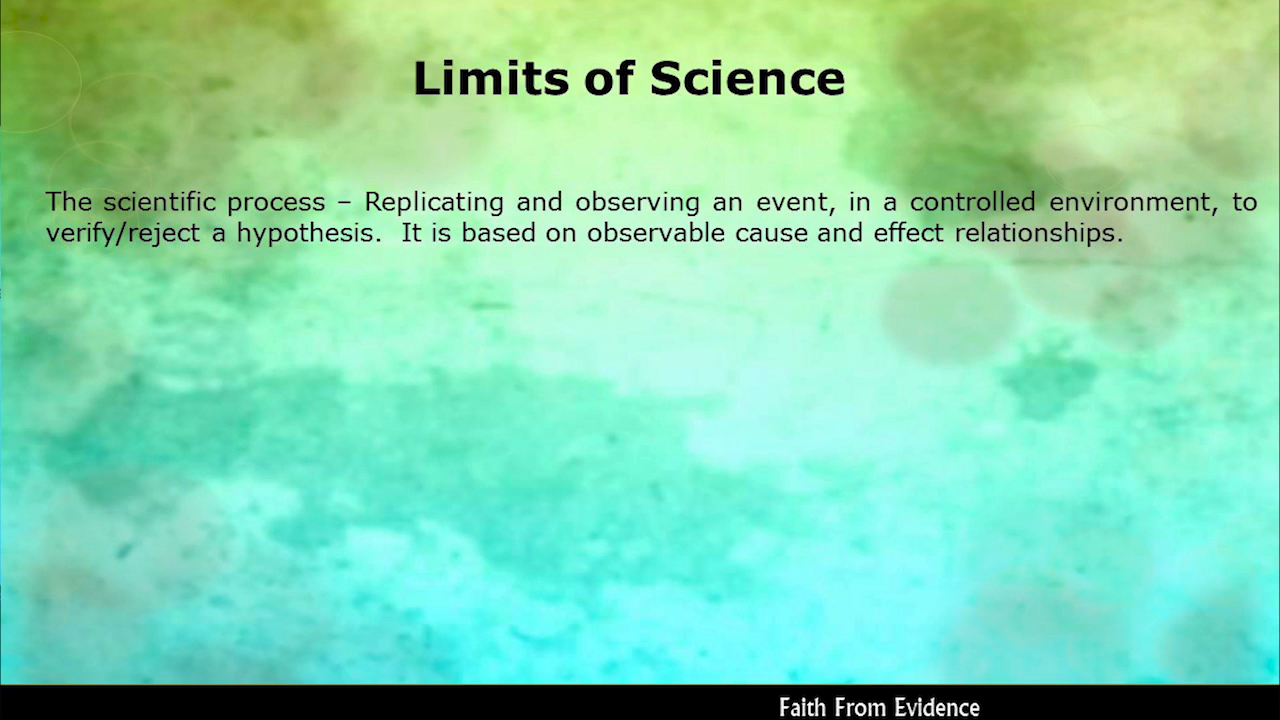 Limits of Science
The scientific process – Replicating and observing an event, in a controlled environment, to
verify/reject a hypothesis.  It is based on observable cause and effect relationships.
Faith From Evidence